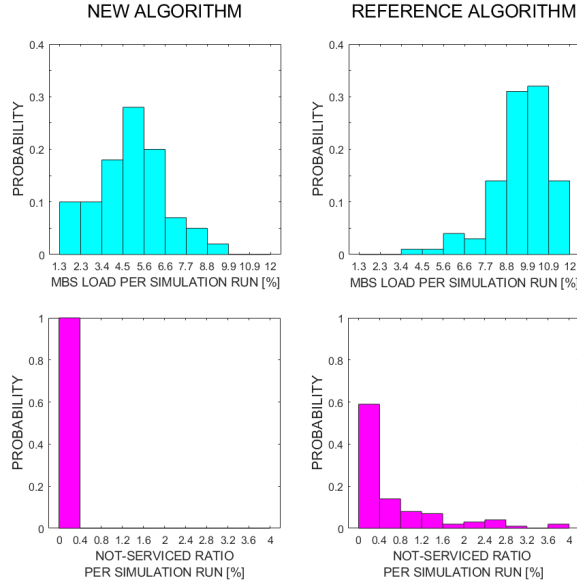 NEW ALGORITHM
REFERENCE ALGORITHM
0.4
0.3
0.2
0.1
0
PROBABILITY
1.3 2.3 3.4 4.5 5.6 6.6 7.7 8.8 9.9 10.9 12
MBS LOAD PER SIMULATION RUN [%]
0.4
0.3
0.2
0.1
0
PROBABILITY
1.3 2.3 3.4 4.5 5.6 6.6 7.7 8.8 9.9 10.9 12
MBS LOAD PER SIMULATION RUN [%]
1
0.8
0.6
0.4
0.2
0
PROBABILITY
0 0.4 0.8 1.2 1.6 2 2.4 2.8 3.2 3.6 4
NOT-SERVICED RATIO
PER SIMULATION RUN [%]
1
0.8
0.6
0.4
0.2
0
PROBABILITY
0 0.4 0.8 1.2 1.6 2 2.4 2.8 3.2 3.6 4
NOT-SERVICED RATIO
PER SIMULATION RUN [%]